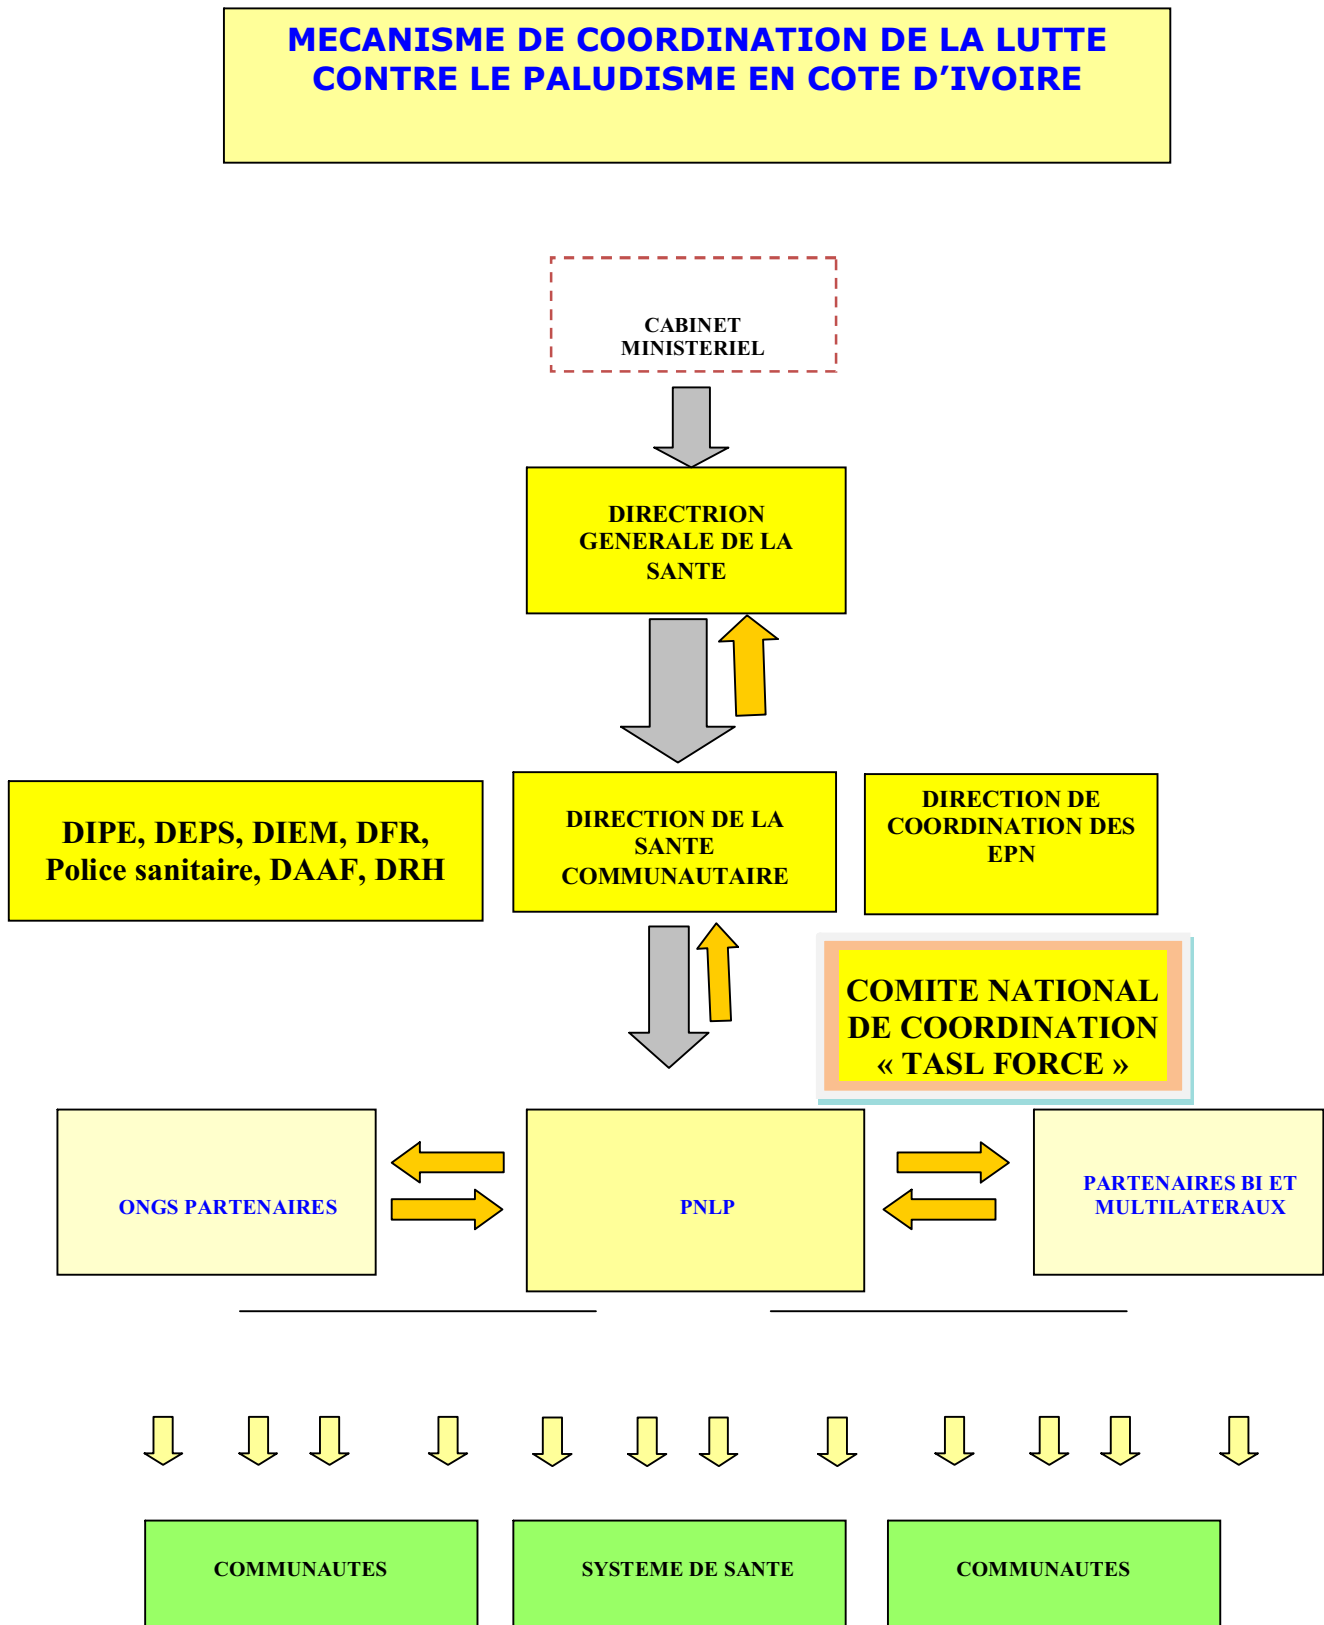 MECANISME DE COORDINATION DE LA LUTTE
CONTRE LE PALUDISME EN COTE D’IVOIRE
CABINET
MINISTERIEL
DIRECTRION
GENERALE DE LA
SANTE
DIPE, DEPS, DIEM, DFR,
Police sanitaire, DAAF, DRH
DIRECTION DE LA
SANTE
COMMUNAUTAIRE
DIRECTION DE
COORDINATION DES
EPN
COMITE NATIONAL
DE COORDINATION
« TASL FORCE »
ONGS PARTENAIRES
PNLP
PARTENAIRES BI ET
MULTILATERAUX
COMMUNAUTES
SYSTEME DE SANTE
COMMUNAUTES